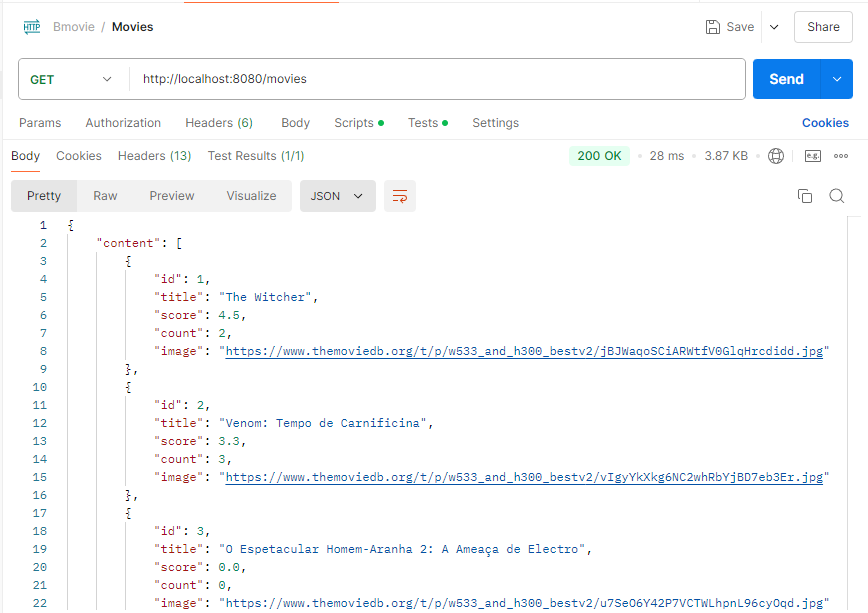 HTTP Bmovie / Movies Save Share
GET http://localhost:8080/movies Send
Params Authorization Headers (6) Body Scripts Tests Settings Cookies
Body Cookies Headers (13) Test Results (1/1) 200 OK 28 ms 3.87 KB e.g.
Pretty Raw Preview Visualize JSON
1 {
2 "content": [
3 {
4 "id": 1,
5 "title": "The Witcher",
6 "score": 4.5,
7 "count": 2,
8 "image": "https://www.themoviedb.org/t/p/w533_and_h300_bestv2/jBJWaqoSCiARWtfV0GlqHrcdidd.jpg"
9 },
10 {
11 "id": 2,
12 "title": "Venom: Tempo de Carnificina",
13 "score": 3.3,
14 "count": 3,
15 "image": "https://www.themoviedb.org/t/p/w533_and_h300_bestv2/vIgyYkXkg6NC2whRbYjBD7eb3Er.jpg"
16 },
17 {
18 "id": 3,
19 "title": "O Espetacular Homem-Aranha 2: A Ameaça de Electro",
20 "score": 0.0,
21 "count": 0,
22 "image": "https://www.themoviedb.org/t/p/w533_and_h300_bestv2/u7SeO6Y42P7VCTWLhpnL96cyOqd.jpg"